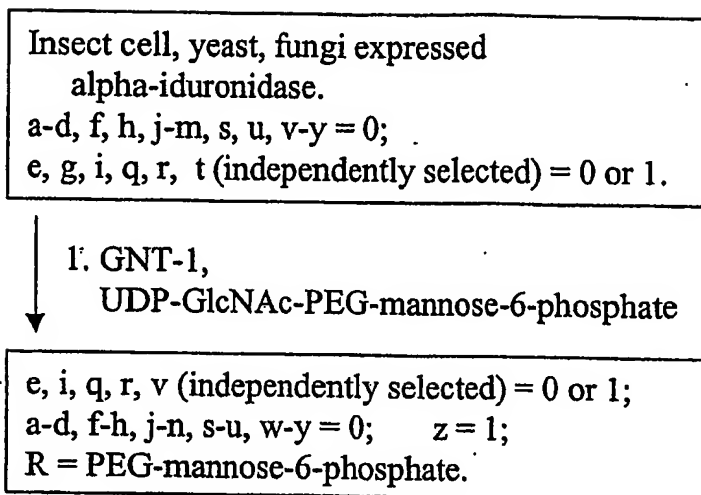 Insect cell, yeast, fungi expressed
alpha-iduronidase.
a-d, f, h, j-m, s, u, v-y = 0;
e, g, i, q, r, t (independently selected) = 0 or 1.
1. GNT-1,
UDP-GlcNAc-PEG-mannose-6-phosphate
e, i, q, r, v (independently selected) = 0 or 1;
a-d, f-h, j-n, s-u, w-y = 0; z = 1;
R = PEG-mannose-6-phosphate.